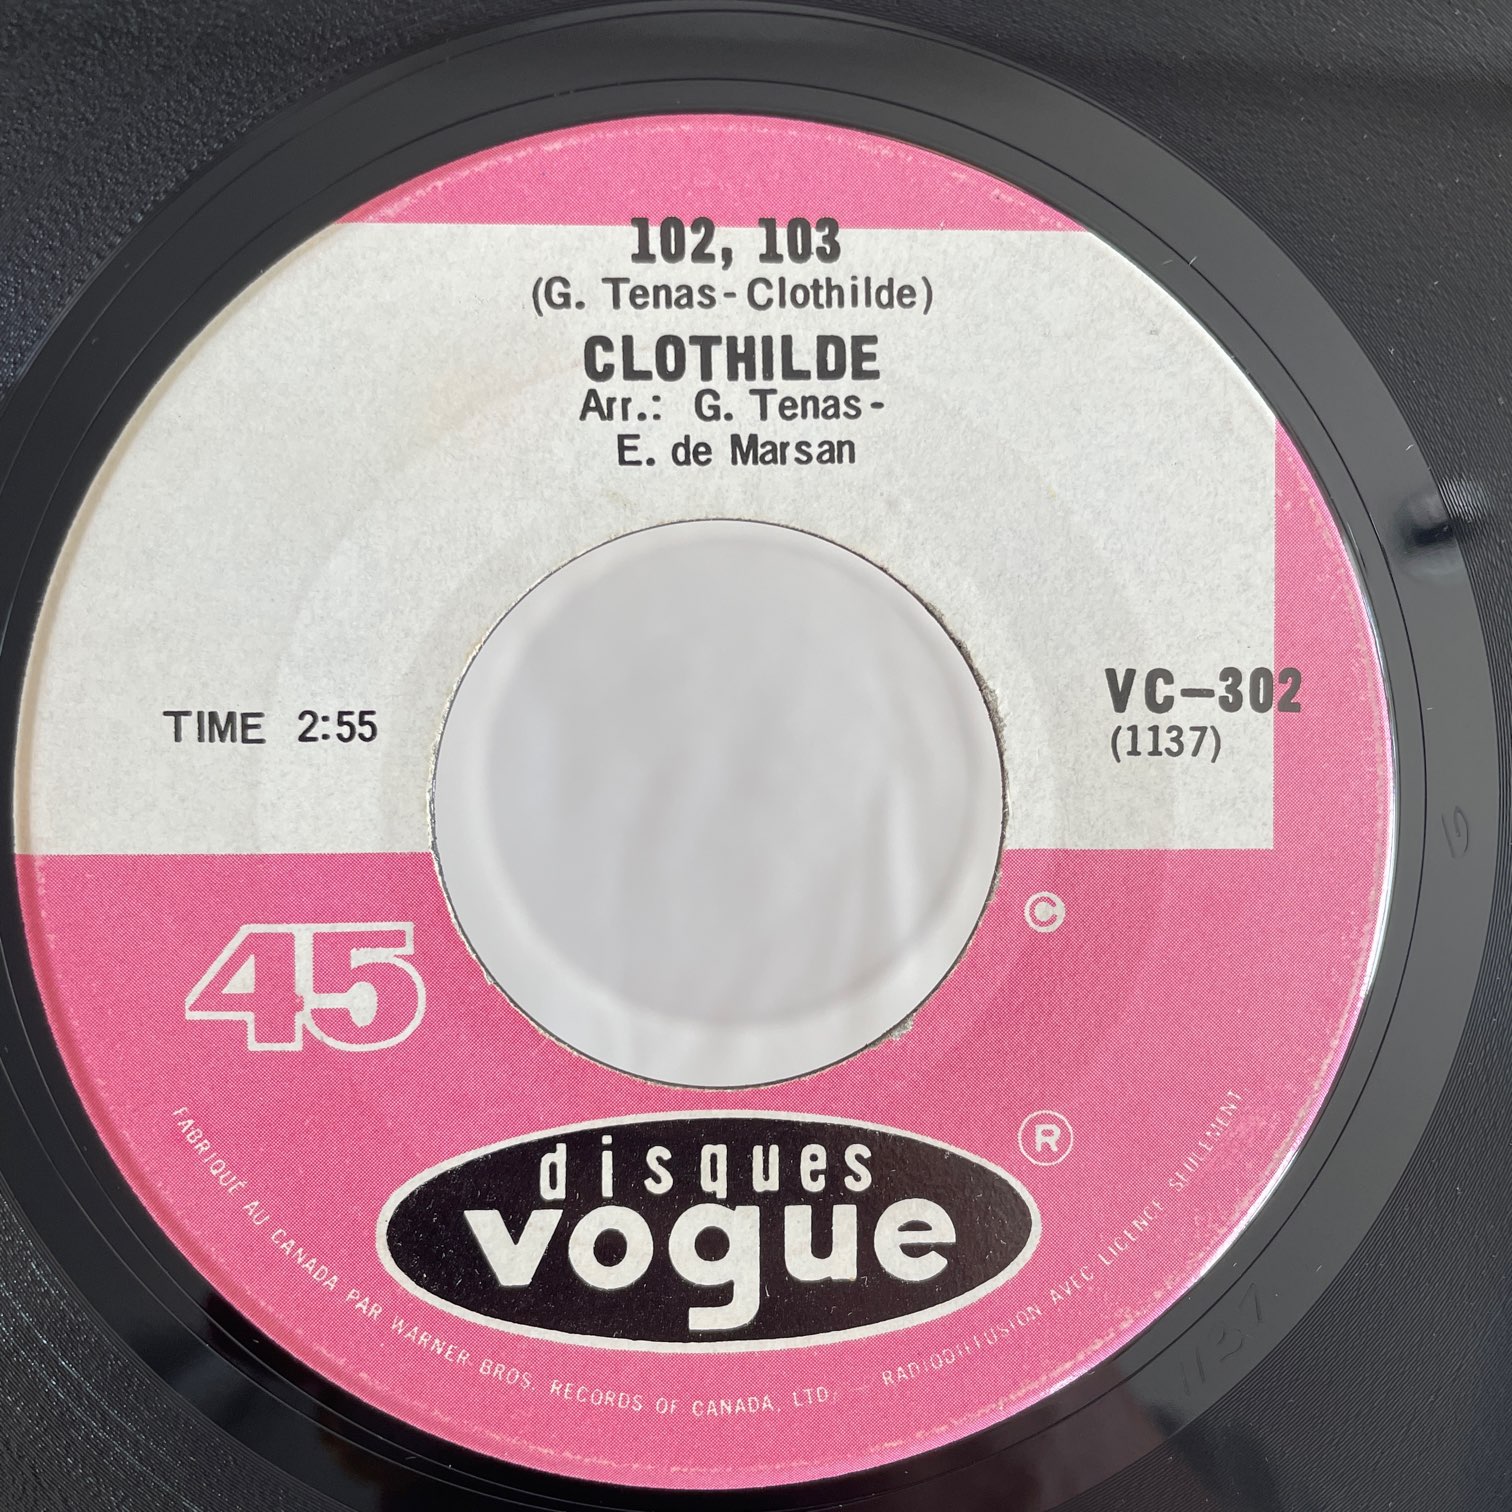 102, 103
(G. Tenas-Clothilde)
CLOTHILDE
Arr.: G. Tenas-
E. de Marsan
TIME 2:55
VC-302
(1137)
45
©
disques
vogue
®
FABRIQUÉ AU CANADA PAR WARNER BROS. RECORDS OF CANADA, LTD. — RADIODIFFUSION AVEC LICENCE SEULEMENT
1137